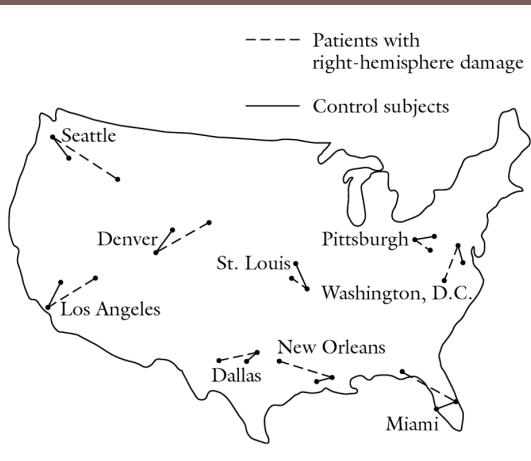 Patients with
right-hemisphere damage
Control subjects
Seattle
Denver
Pittsburgh
St. Louis
Washington, D.C.
Los Angeles
New Orleans
Dallas
Miami